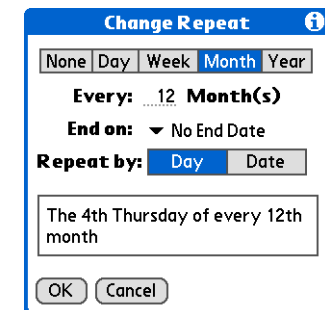 Change Repeat
None Day Week Month Year
Every: 12 Month(s)
End on: No End Date
Repeat by: Day Date
The 4th Thursday of every 12th
month
OK Cancel